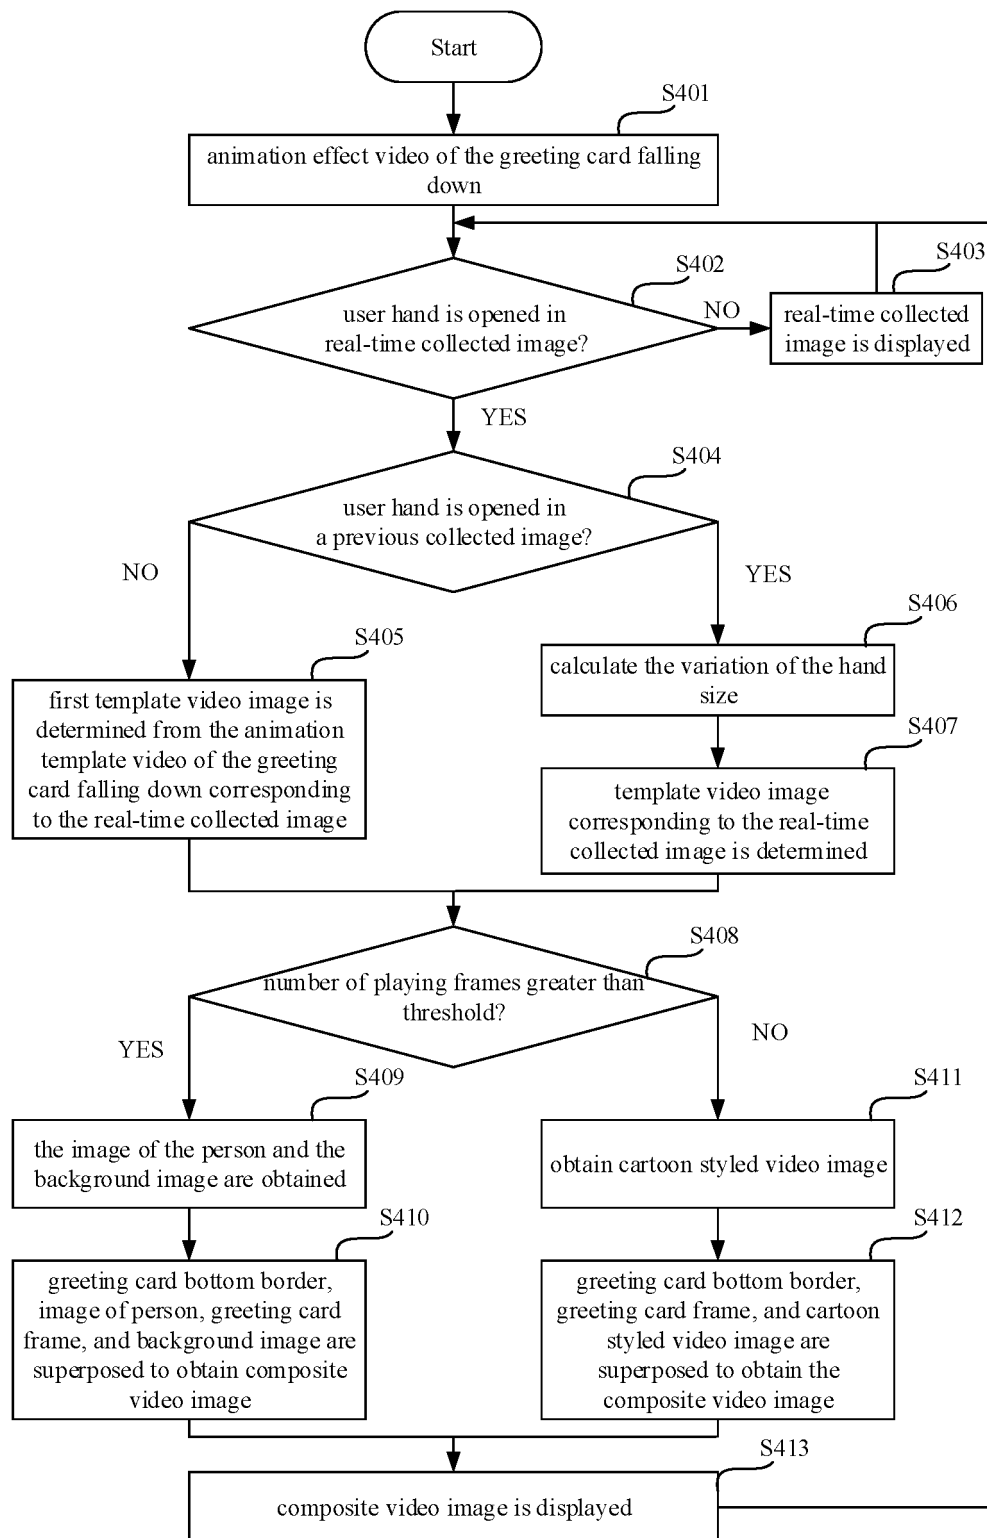 Start
S401
animation effect video of the greeting card falling
down
S402
user hand is opened in
real-time collected image?
NO
S403
real-time collected
image is displayed
YES
S404
user hand is opened in
a previous collected image?
NO
YES
S405
first template video image is
determined from the animation
template video of the greeting
card falling down corresponding
to the real-time collected image
S406
calculate the variation of the hand
size
S407
template video image
corresponding to the real-time
collected image is determined
S408
number of playing frames greater than
threshold?
YES
NO
S409
the image of the person and the
background image are obtained
S411
obtain cartoon styled video image
S410
greeting card bottom border,
image of person, greeting card
frame, and background image are
superposed to obtain composite
video image
S412
greeting card bottom border,
greeting card frame, and cartoon
styled video image are
superposed to obtain the
composite video image
S413
composite video image is displayed